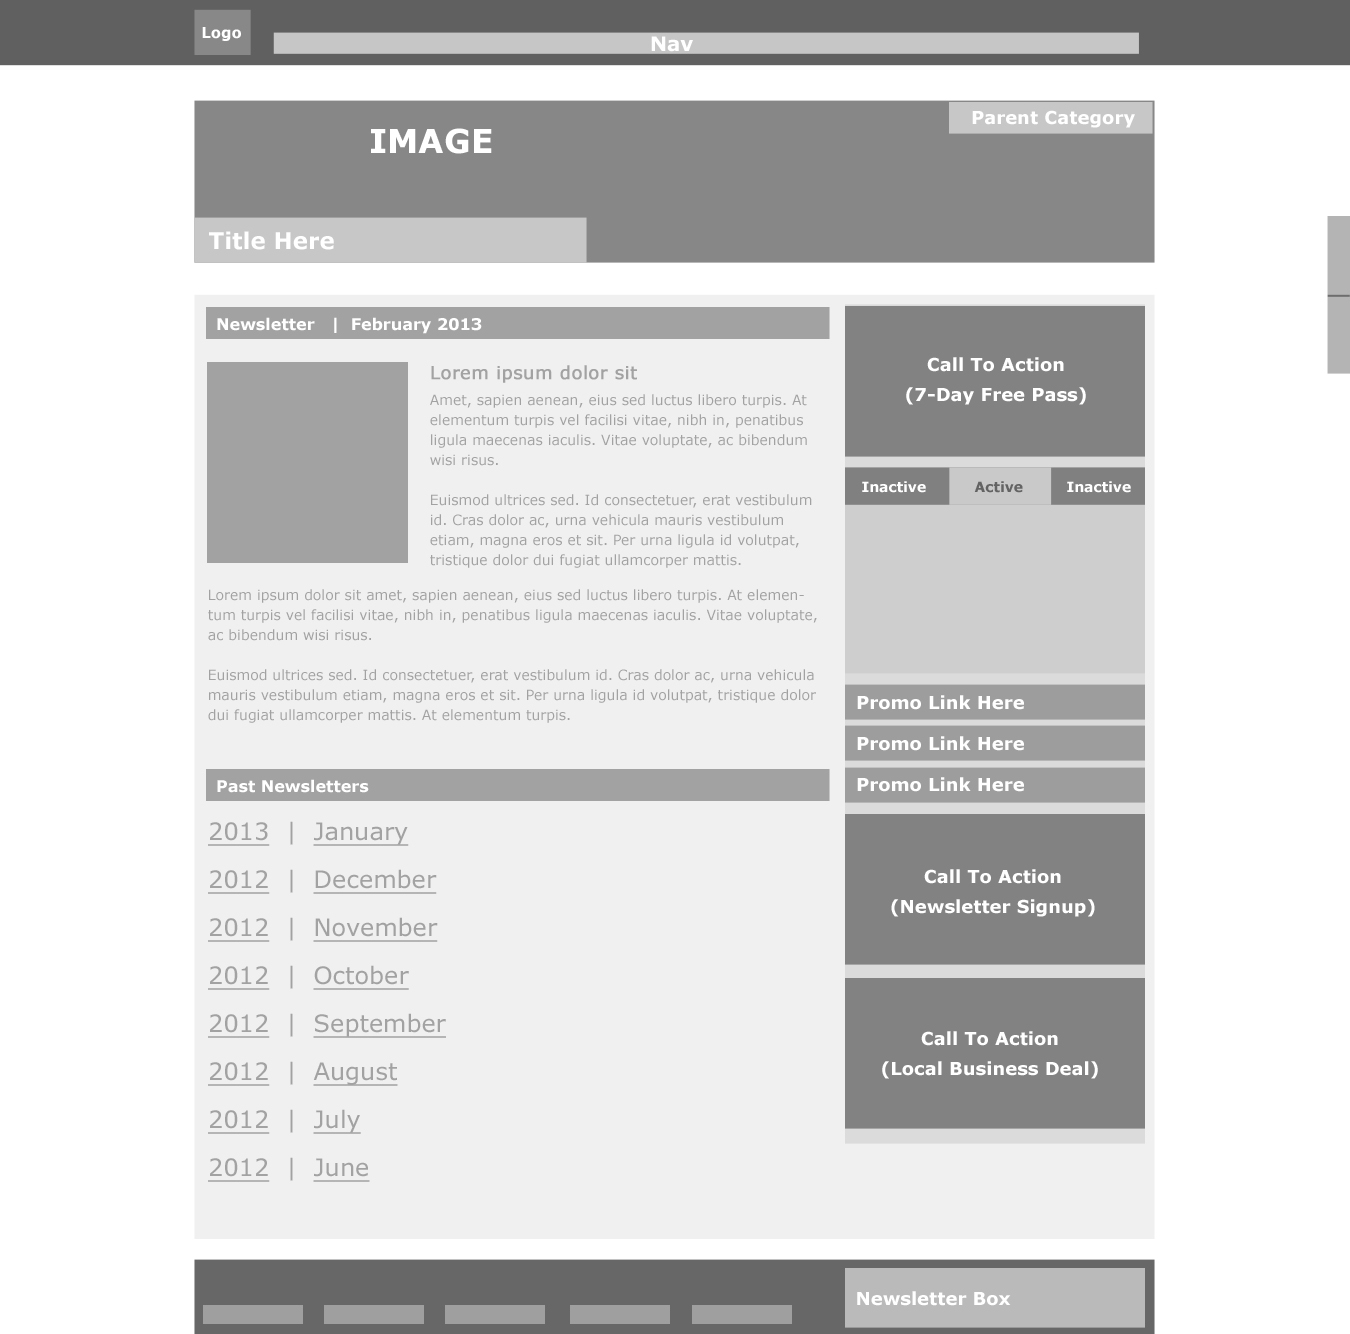 Logo
Nav
IMAGE
Parent Category
Title Here
Newsletter | February 2013
Lorem ipsum dolor sit
Amet, sapien aenean, eius sed luctus libero turpis. At
elementum turpis vel facilisi vitae, nibh in, penatibus
ligula maecenas iaculis. Vitae voluptate, ac bibendum
wisi risus.
Euismod ultrices sed. Id consectetuer, erat vestibulum
id. Cras dolor ac, urna vehicula mauris vestibulum
etiam, magna eros et sit. Per urna ligula id volutpat,
tristique dolor dui fugiat ullamcorper mattis.
Lorem ipsum dolor sit amet, sapien aenean, eius sed luctus libero turpis. At elemen-
tum turpis vel facilisi vitae, nibh in, penatibus ligula maecenas iaculis. Vitae voluptate,
ac bibendum wisi risus.
Euismod ultrices sed. Id consectetuer, erat vestibulum id. Cras dolor ac, urna vehicula
mauris vestibulum etiam, magna eros et sit. Per urna ligula id volutpat, tristique dolor
dui fugiat ullamcorper mattis. At elementum turpis.
Past Newsletters
2013 | January
2012 | December
2012 | November
2012 | October
2012 | September
2012 | August
2012 | July
2012 | June
Call To Action
(7-Day Free Pass)
Inactive Active Inactive
Promo Link Here
Promo Link Here
Promo Link Here
Call To Action
(Newsletter Signup)
Call To Action
(Local Business Deal)
Newsletter Box